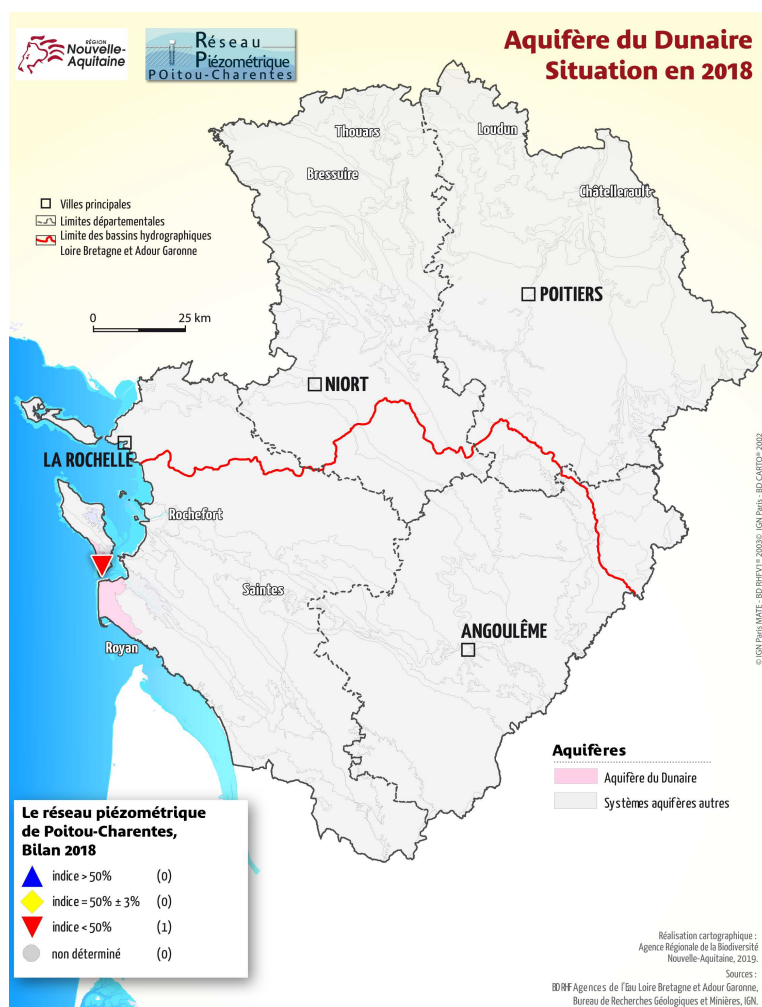 RÉGION
Nouvelle-
Aquitaine
Réseau
Piézométrique
POitou-Charentes
Aquifère du Dunaire
Situation en 2018
Thouars
Loudun
Bressuire
Châtellerault
Villes principales
Limites départementales
Limite des bassins hydrographiques
Loire Bretagne et Adour Garonne
0 25 km
POITIERS
NIORT
LA ROCHELLE
Rochefort
Saintes
ANGOULÊME
Royan
© IGN Paris MATE - BD RHFV1® 2003© IGN Paris - BD CARTO® 2002
Aquifères
Aquifère du Dunaire
Systèmes aquifères autres
Le réseau piézométrique
de Poitou-Charentes,
Bilan 2018
indice > 50% (0)
indice = 50% ± 3% (0)
indice < 50% (1)
non déterminé (0)
Réalisation cartographique :
Agence Régionale de la Biodiversité
Nouvelle-Aquitaine, 2019.
Sources :
BD RHF Agences de l'Eau Loire Bretagne et Adour Garonne,
Bureau de Recherches Géologiques et Minières, IGN.